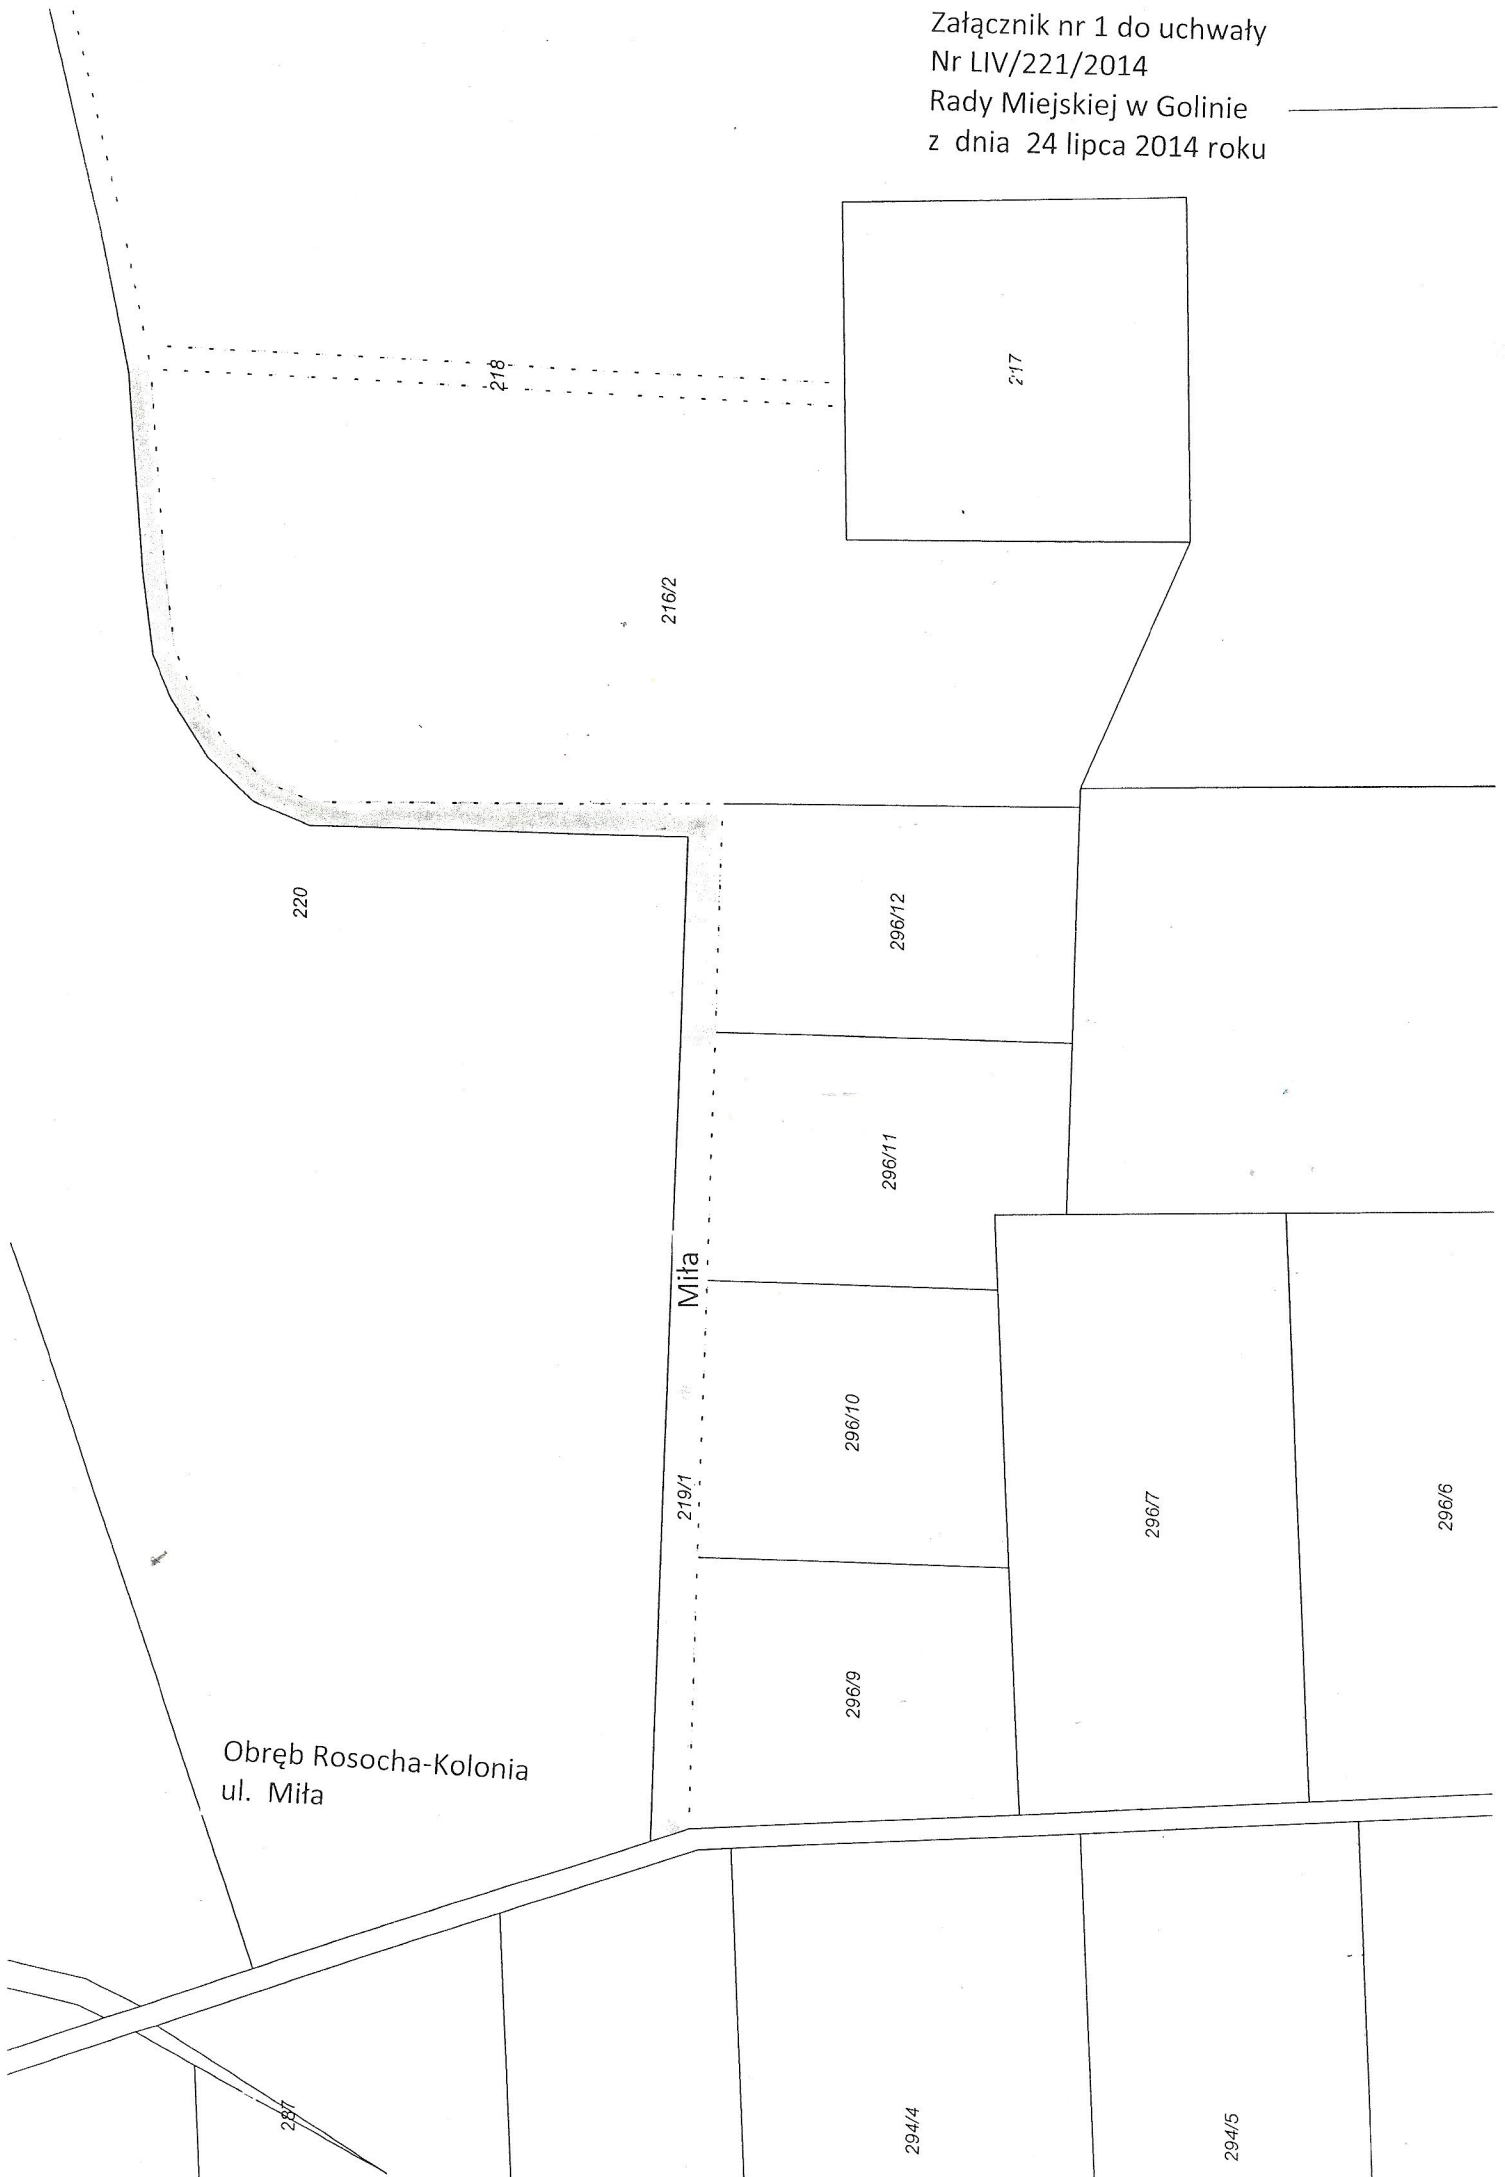 Załącznik nr 1 do uchwały
Nr LIV/221/2014
Rady Miejskiej w Golinie
z dnia 24 lipca 2014 roku
218
217
216/2
220
296/12
296/11
Miła
296/10
219/1
296/7
296/6
296/9
Obręb Rosocha-Kolonia
ul. Miła
287
294/4
294/5